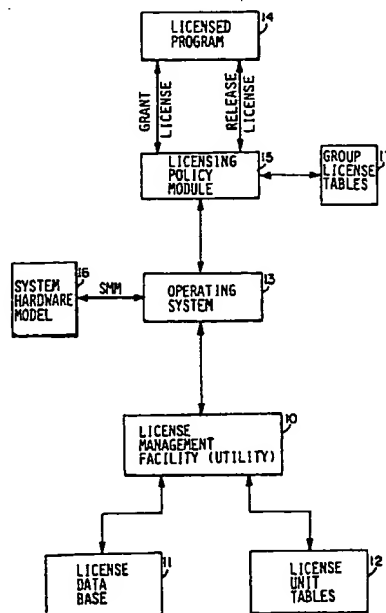 14
LICENSED
PROGRAM
GRANT
LICENSE
RELEASE
LICENSE
15
LICENSING
POLICY
MODULE
GROUP
LICENSE
TABLES
16
SYSTEM
HARDWARE
MODEL
SMM
13
OPERATING
SYSTEM
10
LICENSE
MANAGEMENT
FACILITY (UTILITY)
11
LICENSE
DATA
BASE
12
LICENSE
UNIT
TABLES